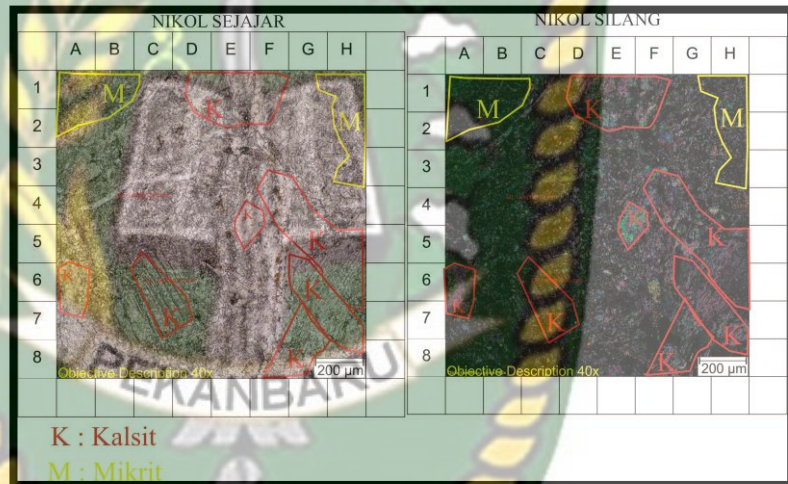 NIKOL SEJAJAR
NIKOL SILANG
A B C D E F G H
A B C D E F G H
1
2
3
4
5
6
7
8
1
2
3
4
5
6
7
8
M
K
M
K
K
K
K
K
K
M
K
M
K
K
K
K
K
K
Objective Description 40x
200 µm
Objective Description 40x
200 µm
PEKANBARU
K : Kalsit
M : Mikrit